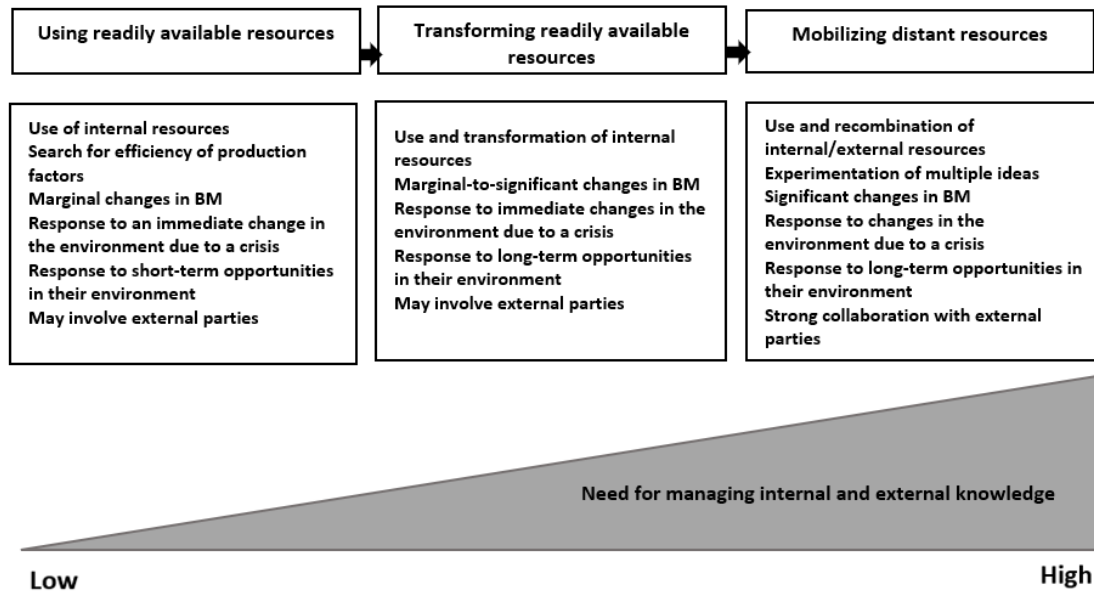 Using readily available resources
Transforming readily available
resources
Mobilizing distant resources
Use of internal resources
Search for efficiency of production
factors
Marginal changes in BM
Response to an immediate change in
the environment due to a crisis
Response to short-term opportunities
in their environment
May involve external parties
Use and transformation of internal
resources
Marginal-to-significant changes in BM
Response to immediate changes in the
environment due to a crisis
Response to long-term opportunities
in their environment
May involve external parties
Use and recombination of
internal/external resources
Experimentation of multiple ideas
Significant changes in BM
Response to changes in the
environment due to a crisis
Response to long-term opportunities in
their environment
Strong collaboration with external
parties
Need for managing internal and external knowledge
Low
High